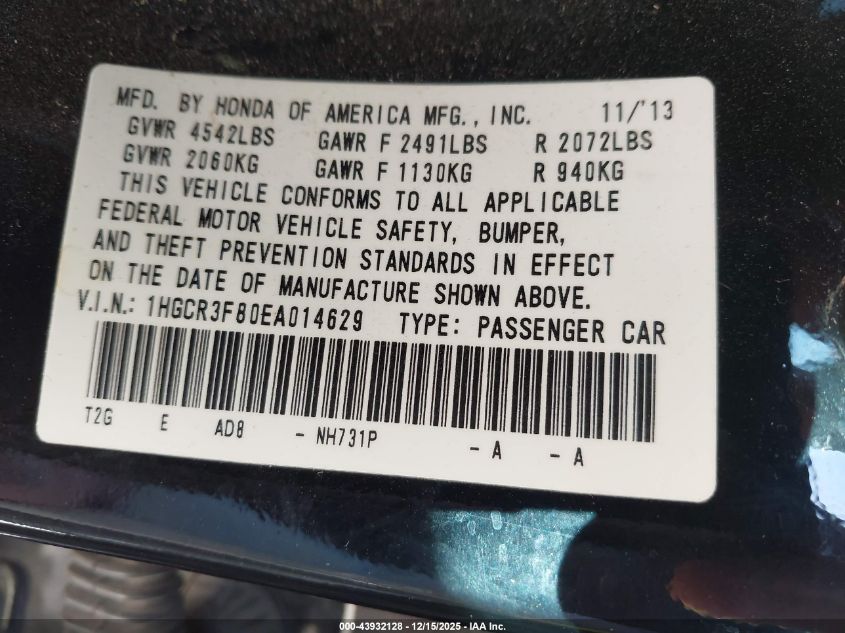 MFD. BY HONDA OF AMERICA MFG., INC. 11/'13
GVWR 4542LBS GAWR F 2491LBS R 2072LBS
GVWR 2060KG GAWR F 1130KG R 940KG
THIS VEHICLE CONFORMS TO ALL APPLICABLE
FEDERAL MOTOR VEHICLE SAFETY, BUMPER,
AND THEFT PREVENTION STANDARDS IN EFFECT
ON THE DATE OF MANUFACTURE SHOWN ABOVE.
V.I.N.: 1HGCR3F80EA014629 TYPE: PASSENGER CAR
T2G E AD8 - NH731P - A - A
000-43932128 - 12/15/2025 - IAA Inc.